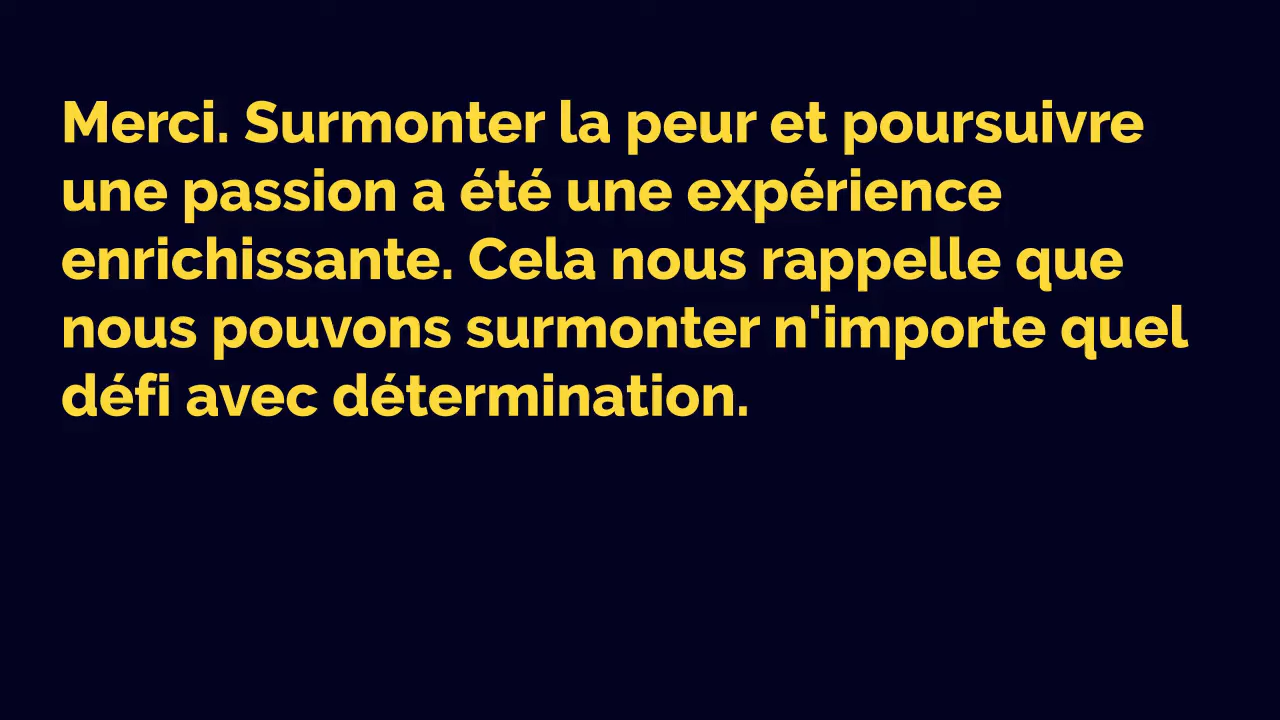 Merci. Surmonter la peur et poursuivre
une passion a été une expérience
enrichissante. Cela nous rappelle que
nous pouvons surmonter n'importe quel
défi avec détermination.